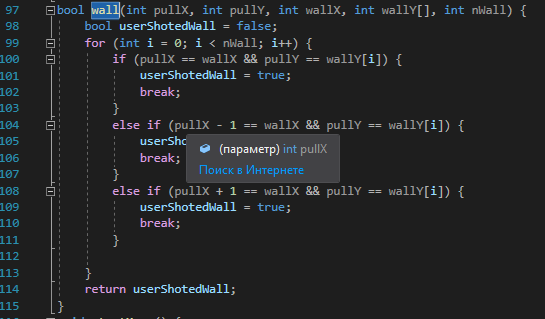 97 bool wall(int pullX, int pullY, int wallX, int wallY[], int nWall) {
98 bool userShotedWall = false;
99 for (int i = 0; i < nWall; i++) {
100 if (pullX == wallX && pullY == wallY[i]) {
101 userShotedWall = true;
102 break;
103 }
104 else if (pullX - 1 == wallX && pullY == wallY[i]) {
105 userSho
(параметр) int pullX
106 break;
Поиск в Интернете
107 }
108 else if (pullX + 1 == wallX && pullY == wallY[i]) {
109 userShotedWall = true;
110 break;
111 }
112
113 }
114 return userShotedWall;
115 }